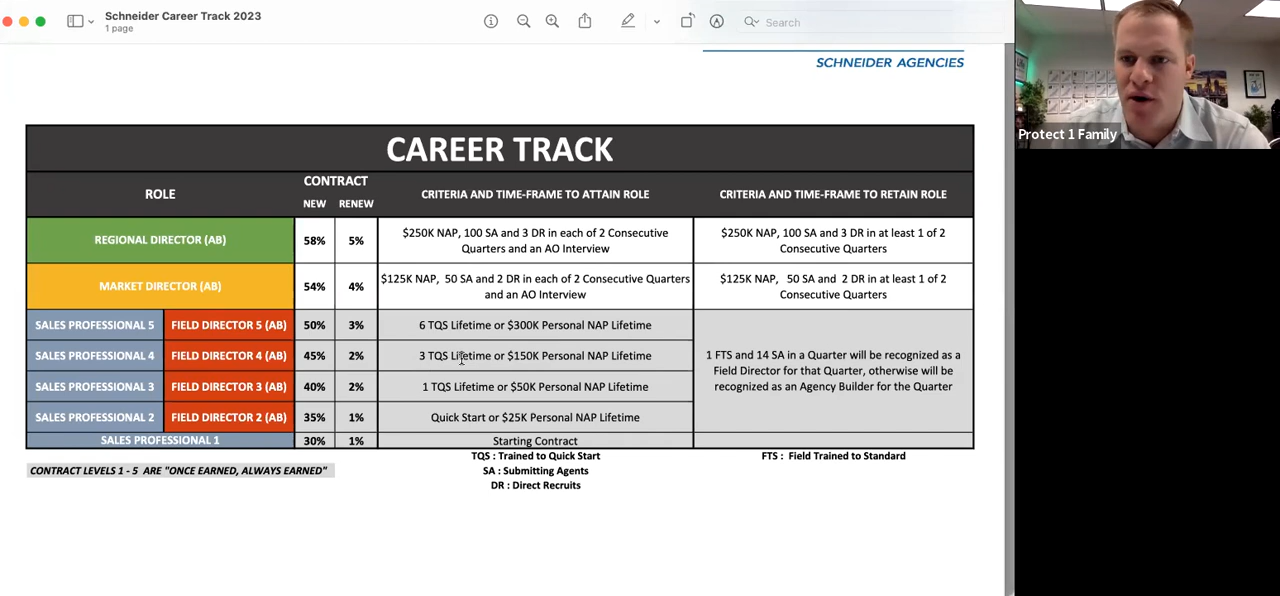 Schneider Career Track 2023
1 page
Search
SCHNEIDER AGENCIES
Protect 1 Family
CAREER TRACK
ROLE
CONTRACT
NEW RENEW
CRITERIA AND TIME-FRAME TO ATTAIN ROLE
CRITERIA AND TIME-FRAME TO RETAIN ROLE
REGIONAL DIRECTOR (AB)
58%
5%
$250K NAP, 100 SA and 3 DR in each of 2 Consecutive
Quarters and an AO Interview
$250K NAP, 100 SA and 3 DR in at least 1 of 2
Consecutive Quarters
MARKET DIRECTOR (AB)
54%
4%
$125K NAP, 50 SA and 2 DR in each of 2 Consecutive Quarters
and an AO Interview
$125K NAP, 50 SA and 2 DR in at least 1 of 2
Consecutive Quarters
SALES PROFESSIONAL 5
FIELD DIRECTOR 5 (AB)
50%
3%
6 TQS Lifetime or $300K Personal NAP Lifetime
SALES PROFESSIONAL 4
FIELD DIRECTOR 4 (AB)
45%
2%
3 TQS Lifetime or $150K Personal NAP Lifetime
SALES PROFESSIONAL 3
FIELD DIRECTOR 3 (AB)
40%
2%
1 TQS Lifetime or $50K Personal NAP Lifetime
SALES PROFESSIONAL 2
FIELD DIRECTOR 2 (AB)
35%
1%
Quick Start or $25K Personal NAP Lifetime
1 FTS and 14 SA in a Quarter will be recognized as a
Field Director for that Quarter, otherwise will be
recognized as an Agency Builder for the Quarter
SALES PROFESSIONAL 1
30%
1%
Starting Contract
CONTRACT LEVELS 1 - 5 ARE "ONCE EARNED, ALWAYS EARNED"
TQS : Trained to Quick Start
SA : Submitting Agents
DR : Direct Recruits
FTS : Field Trained to Standard